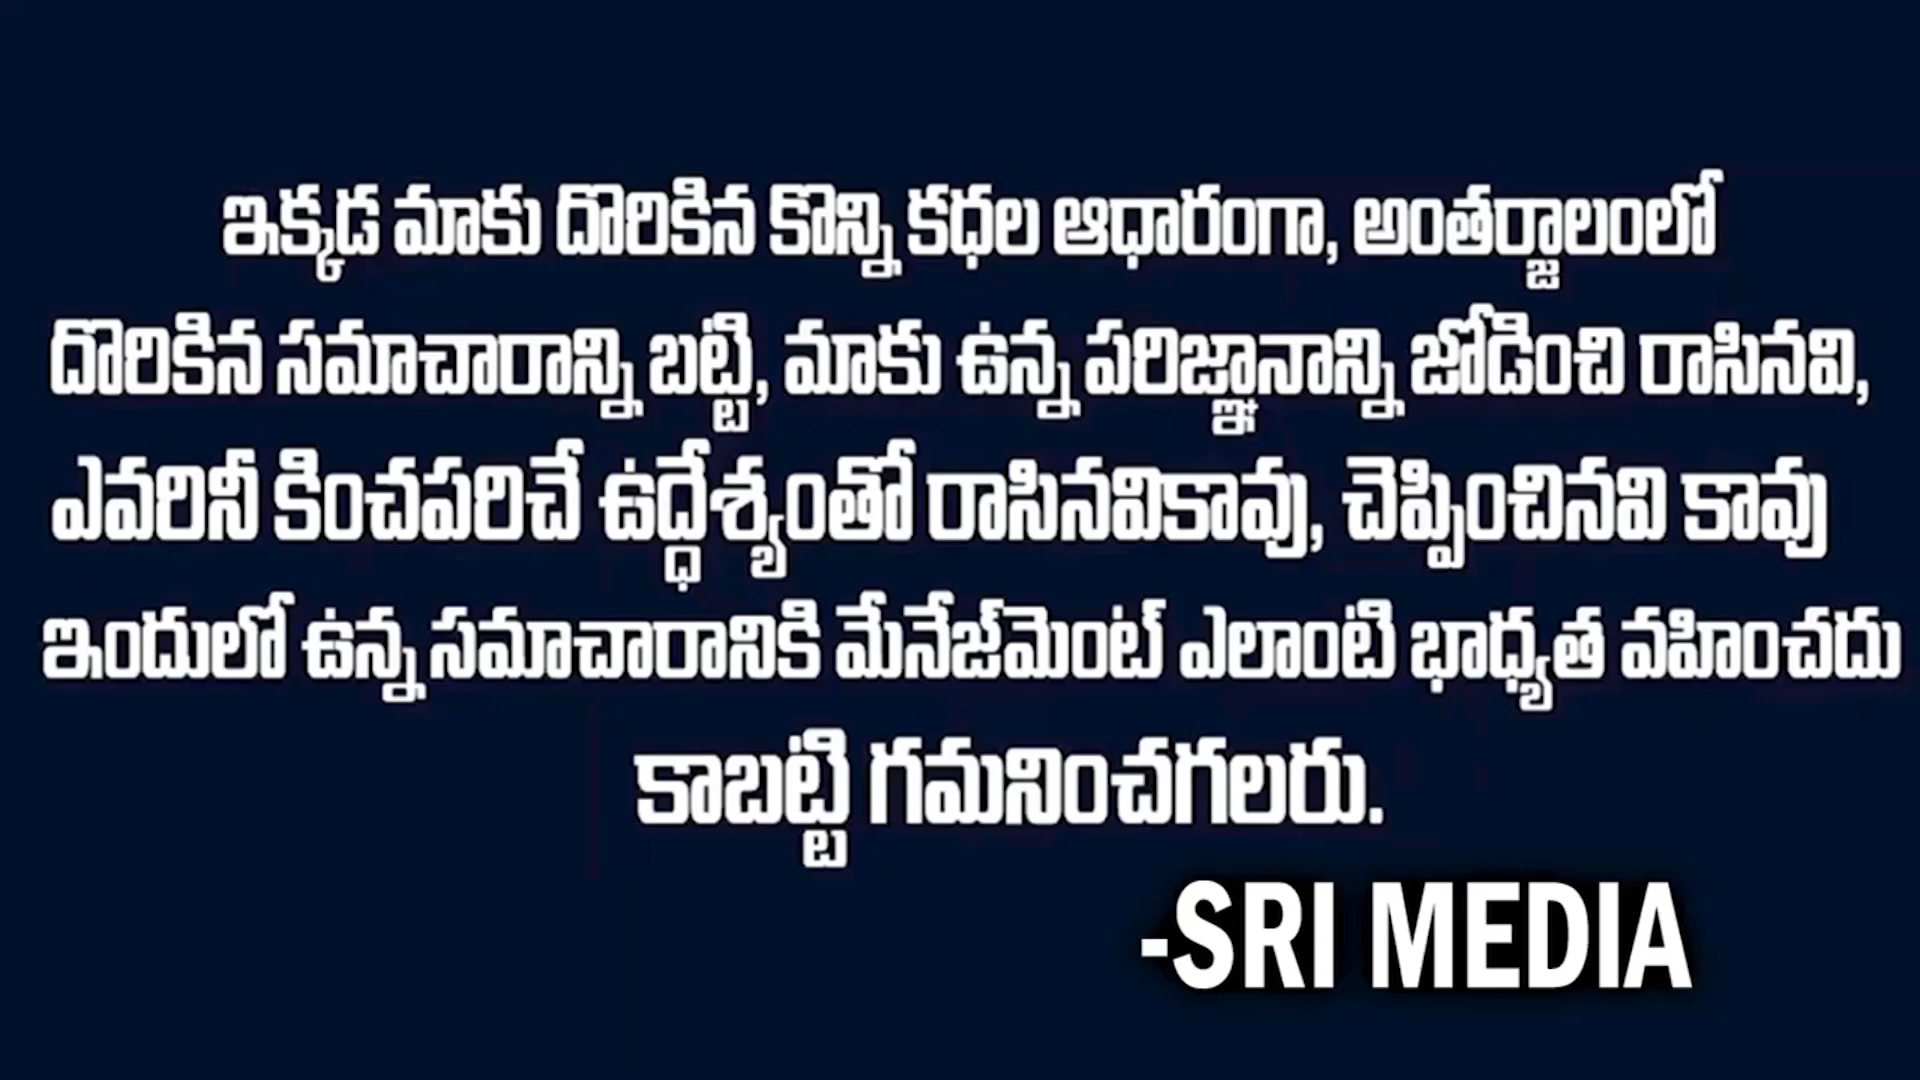 ఇక్కడ మాకు దొరికిన కొన్ని కధల ఆధారంగా, అంతర్జాలంలో
దొరికిన సమాచారాన్ని బట్టి, మాకు ఉన్న పరిజ్ఞానాన్ని జోడించి రాసినవి,
ఎవరినీ కించపరిచే ఉద్ధేశ్యంతో రాసినవికావు, చెప్పించినవి కావు
ఇందులో ఉన్న సమాచారానికి మేనేజ్‌మెంట్ ఎలాంటి భాధ్యత వహించదు
కాబట్టి గమనించగలరు.
-SRI MEDIA